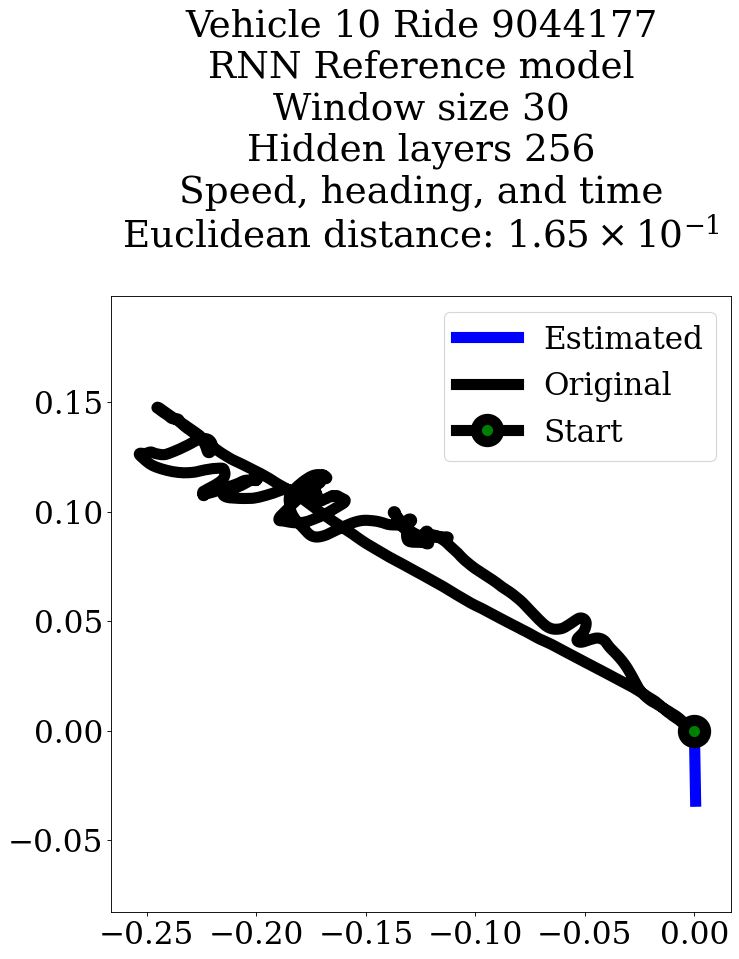 Vehicle 10 Ride 9044177
RNN Reference model
Window size 30
Hidden layers 256
Speed, heading, and time
Euclidean distance: 1.65 × 10⁻¹
Estimated
Original
Start
0.15
0.10
0.05
0.00
−0.05
−0.25 −0.20 −0.15 −0.10 −0.05 0.00